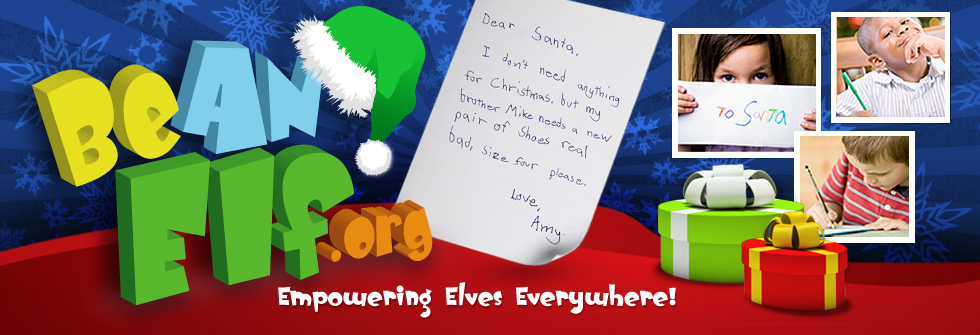 Be An
Elf.org
Dear Santa,
I don't need anything
for Christmas, but my
brother Mike needs a new
pair of shoes real
bad, size four please.
Love,
Amy.
To Santa
Empowering Elves Everywhere!